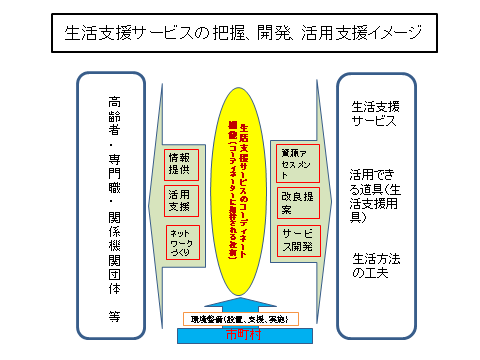 生活支援サービスの把握、開発、活用支援イメージ
高齢者・専門職・関係機関団体 等
情報
提供
活用
支援
ネット
ワーク
づくり
生活支援サービスのコーディネート
機能（コーディネーターに期待される役割）
資源ア
セスメン
ト
改良提
案
サービ
ス開発
生活支援
サービス
活用でき
る道具（生
活支援用
具）
生活方法
の工夫
環境整備（設置、支援、実施）
市町村